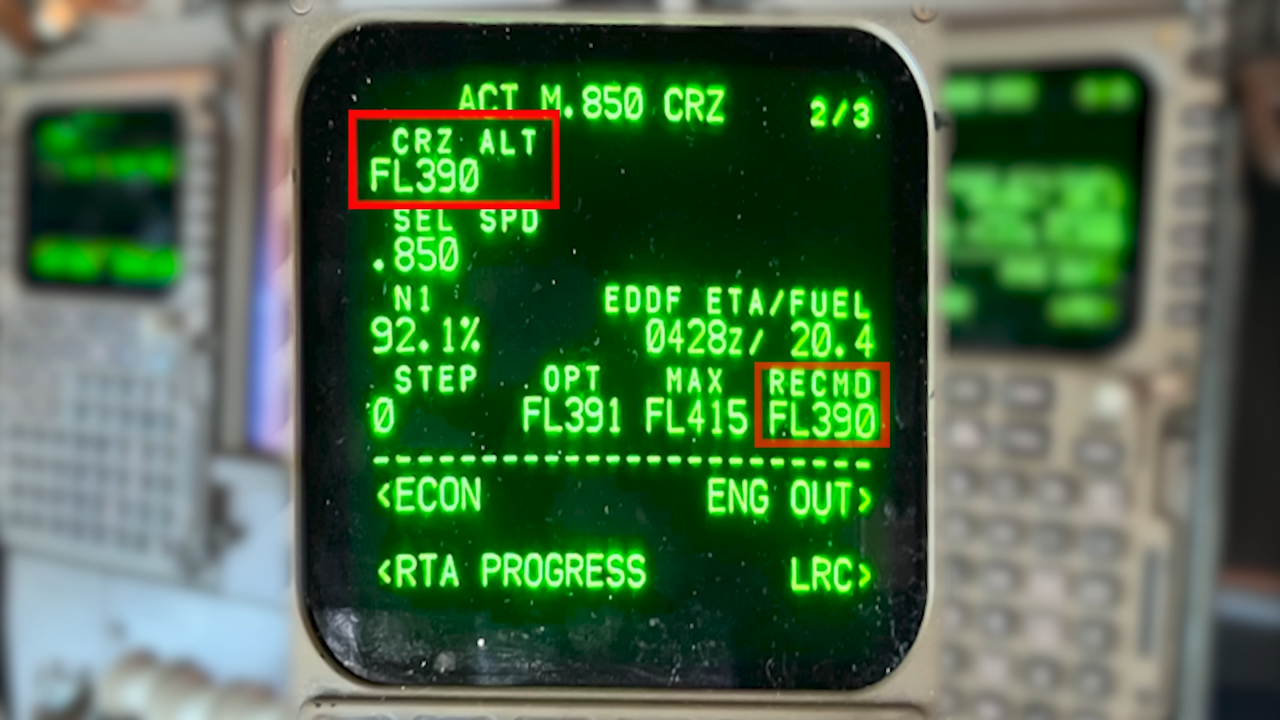 ACT M.850 CRZ 2/3
CRZ ALT
FL390
SEL SPD
.850
N1 EDDF ETA/FUEL
92.1% 0428z/ 20.4
STEP OPT MAX RECMD
0 FL391 FL415 FL390
--------------------------
<ECON ENG OUT>
<RTA PROGRESS LRC>